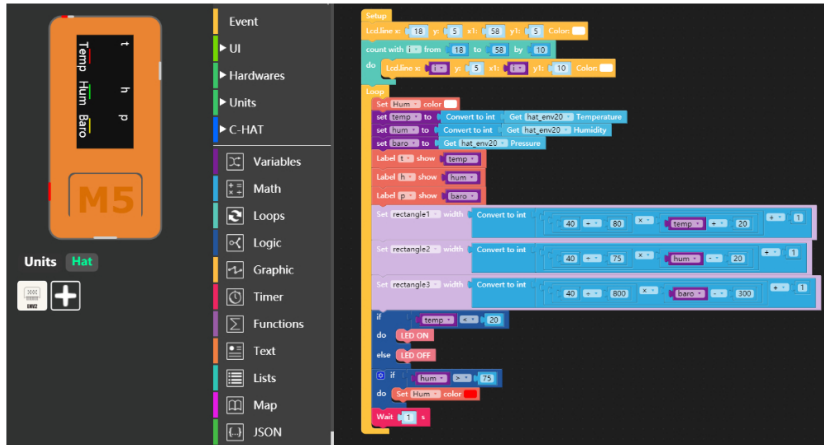 t
h
p
Temp
Hum
Baro
M5
Units Hat
Event
UI
Hardwares
Units
C-HAT
Variables
Math
Loops
Logic
Graphic
Timer
Functions
Text
Lists
Map
JSON
Setup
Lcd.line x: 18 y: 5 x1: 58 y1: 5 Color:
count with i from 18 to 58 by 10
do Lcd.line x: i y: 5 x1: i y1: 10 Color:
Loop
Set Hum color
set temp to Convert to int Get hat_env20 Temperature
set hum to Convert to int Get hat_env20 Humidity
set baro to Get hat_env20 Pressure
Label t show temp
Label h show hum
Label p show baro
Set rectangle1 width Convert to int 40 ÷ 80 × temp + 20 + 1
Set rectangle2 width Convert to int 40 ÷ 75 × hum - 20 + 1
Set rectangle3 width Convert to int 40 ÷ 800 × baro - 300 + 1
if temp < 20
do LED ON
else LED OFF
if hum > 75
do Set Hum color
Wait 1 s